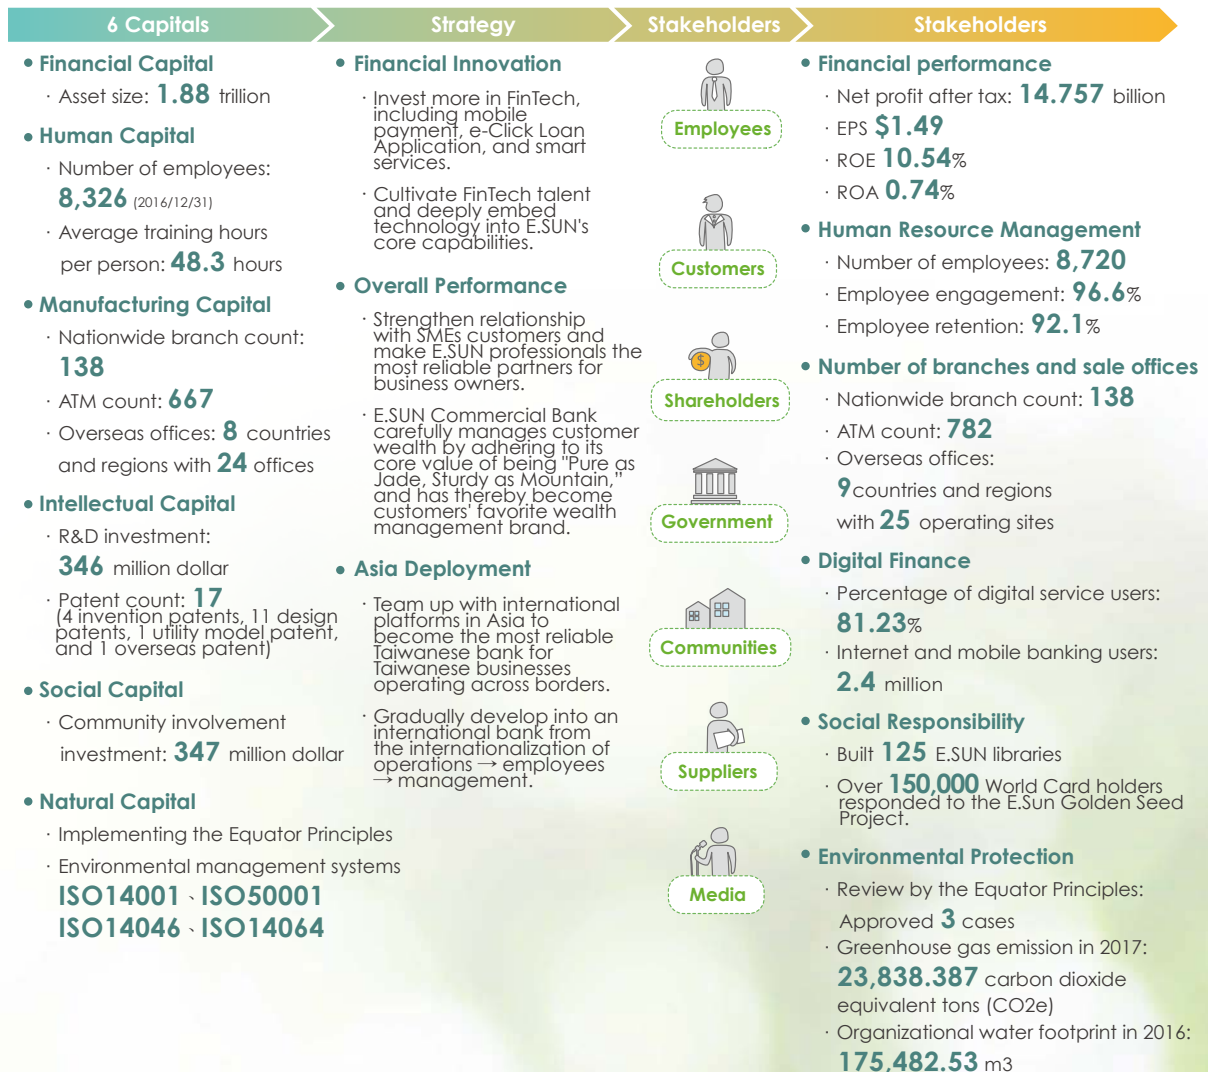 6 Capitals
Strategy
Stakeholders
Stakeholders
• Financial Capital
· Asset size: 1.88 trillion
• Human Capital
· Number of employees:
8,326 (2016/12/31)
· Average training hours
per person: 48.3 hours
• Manufacturing Capital
· Nationwide branch count:
138
· ATM count: 667
· Overseas offices: 8 countries
and regions with 24 offices
• Intellectual Capital
· R&D investment:
346 million dollar
· Patent count: 17
(4 invention patents, 11 design
patents, 1 utility model patent,
and 1 overseas patent)
• Social Capital
· Community involvement
investment: 347 million dollar
• Natural Capital
· Implementing the Equator Principles
· Environmental management systems
ISO14001、ISO50001
ISO14046、ISO14064
• Financial Innovation
· Invest more in FinTech,
including mobile
payment, e-Click Loan
Application, and smart
services.
· Cultivate FinTech talent
and deeply embed
technology into E.SUN's
core capabilities.
• Overall Performance
· Strengthen relationship
with SMEs customers and
make E.SUN professionals the
most reliable partners for
business owners.
· E.SUN Commercial Bank
carefully manages customer
wealth by adhering to its
core value of being "Pure as
Jade, Sturdy as Mountain,"
and has thereby become
customers' favorite wealth
management brand.
• Asia Deployment
· Team up with international
platforms in Asia to
become the most reliable
Taiwanese bank for
Taiwanese businesses
operating across borders.
· Gradually develop into an
international bank from
the internationalization of
operations → employees
→ management.
Employees
Customers
$
Shareholders
Government
Communities
Suppliers
Media
• Financial performance
· Net profit after tax: 14.757 billion
· EPS $1.49
· ROE 10.54%
· ROA 0.74%
• Human Resource Management
· Number of employees: 8,720
· Employee engagement: 96.6%
· Employee retention: 92.1%
• Number of branches and sale offices
· Nationwide branch count: 138
· ATM count: 782
· Overseas offices:
9 countries and regions
with 25 operating sites
• Digital Finance
· Percentage of digital service users:
81.23%
· Internet and mobile banking users:
2.4 million
• Social Responsibility
· Built 125 E.SUN libraries
· Over 150,000 World Card holders
responded to the E.Sun Golden Seed
Project.
• Environmental Protection
· Review by the Equator Principles:
Approved 3 cases
· Greenhouse gas emission in 2017:
23,838.387 carbon dioxide
equivalent tons (CO2e)
· Organizational water footprint in 2016:
175,482.53 m3